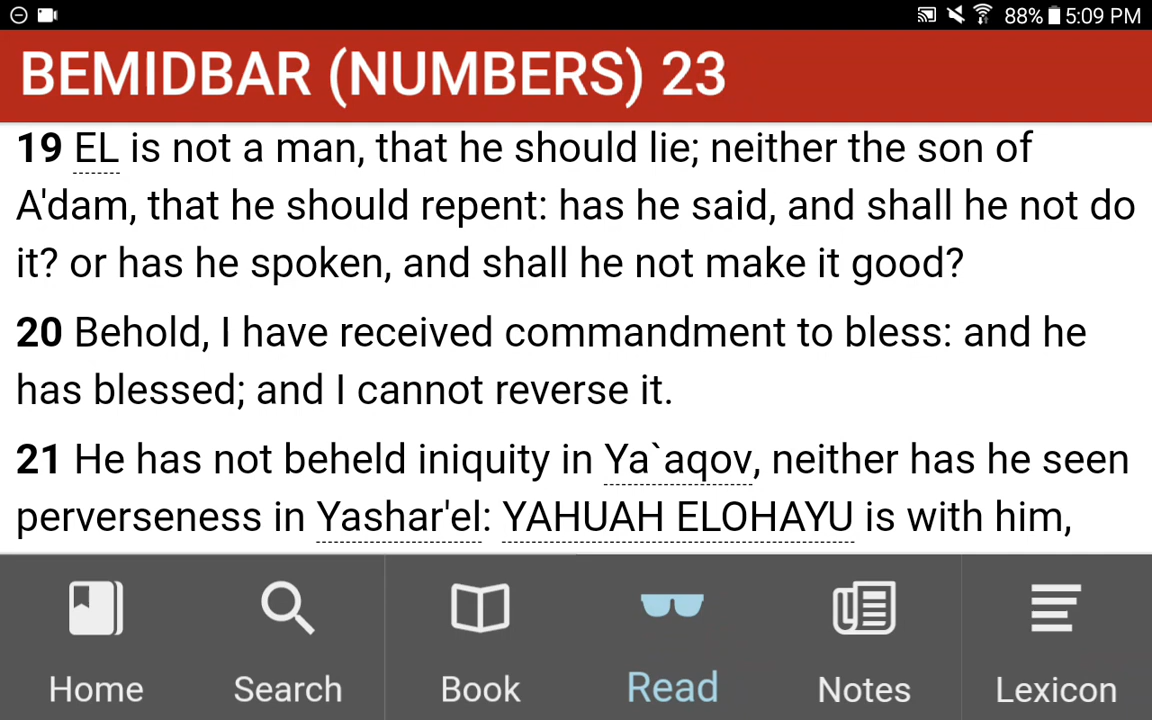 88% 5:09 PM
BEMIDBAR (NUMBERS) 23
19 EL is not a man, that he should lie; neither the son of
A'dam, that he should repent: has he said, and shall he not do
it? or has he spoken, and shall he not make it good?
20 Behold, I have received commandment to bless: and he
has blessed; and I cannot reverse it.
21 He has not beheld iniquity in Ya`aqov, neither has he seen
perverseness in Yashar'el: YAHUAH ELOHAYU is with him,
Home Search Book Read Notes Lexicon